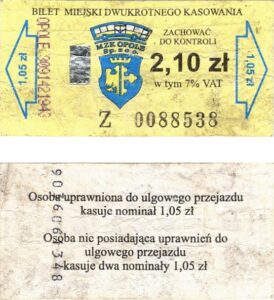 BILET MIEJSKI DWUKROTNEGO KASOWANIA
ZACHOWAĆ
DO KONTROLI
1,05 zł
MZK OPOLE
Sp. z o.o.
2,10 zł
w tym 7% VAT
1,05 zł
Z 0088538
Osoba uprawniona do ulgowego przejazdu
kasuje nominał 1,05 zł
Osoba nie posiadająca uprawnień do
ulgowego przejazdu
kasuje dwa nominały 1,05 zł